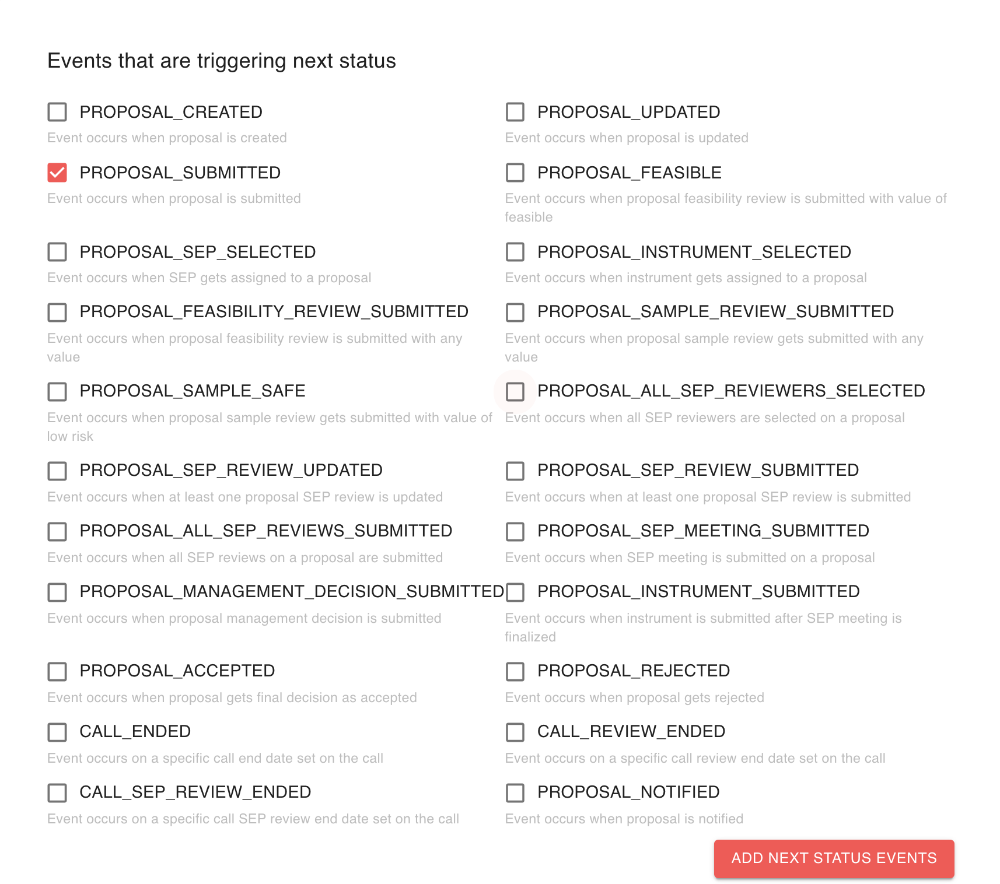 Events that are triggering next status
PROPOSAL_CREATED
Event occurs when proposal is created
PROPOSAL_UPDATED
Event occurs when proposal is updated
PROPOSAL_SUBMITTED
Event occurs when proposal is submitted
PROPOSAL_FEASIBLE
Event occurs when proposal feasibility review is submitted with value of
feasible
PROPOSAL_SEP_SELECTED
Event occurs when SEP gets assigned to a proposal
PROPOSAL_INSTRUMENT_SELECTED
Event occurs when instrument gets assigned to a proposal
PROPOSAL_FEASIBILITY_REVIEW_SUBMITTED
Event occurs when proposal feasibility review is submitted with any
value
PROPOSAL_SAMPLE_REVIEW_SUBMITTED
Event occurs when proposal sample review gets submitted with any
value
PROPOSAL_SAMPLE_SAFE
Event occurs when proposal sample review gets submitted with value of
low risk
PROPOSAL_ALL_SEP_REVIEWERS_SELECTED
Event occurs when all SEP reviewers are selected on a proposal
PROPOSAL_SEP_REVIEW_UPDATED
Event occurs when at least one proposal SEP review is updated
PROPOSAL_SEP_REVIEW_SUBMITTED
Event occurs when at least one proposal SEP review is submitted
PROPOSAL_ALL_SEP_REVIEWS_SUBMITTED
Event occurs when all SEP reviews on a proposal are submitted
PROPOSAL_SEP_MEETING_SUBMITTED
Event occurs when SEP meeting is submitted on a proposal
PROPOSAL_MANAGEMENT_DECISION_SUBMITTED
Event occurs when proposal management decision is submitted
PROPOSAL_INSTRUMENT_SUBMITTED
Event occurs when instrument is submitted after SEP meeting is
finalized
PROPOSAL_ACCEPTED
Event occurs when proposal gets final decision as accepted
PROPOSAL_REJECTED
Event occurs when proposal gets rejected
CALL_ENDED
Event occurs on a specific call end date set on the call
CALL_REVIEW_ENDED
Event occurs on a specific call review end date set on the call
CALL_SEP_REVIEW_ENDED
Event occurs on a specific call SEP review end date set on the call
PROPOSAL_NOTIFIED
Event occurs when proposal is notified
ADD NEXT STATUS EVENTS